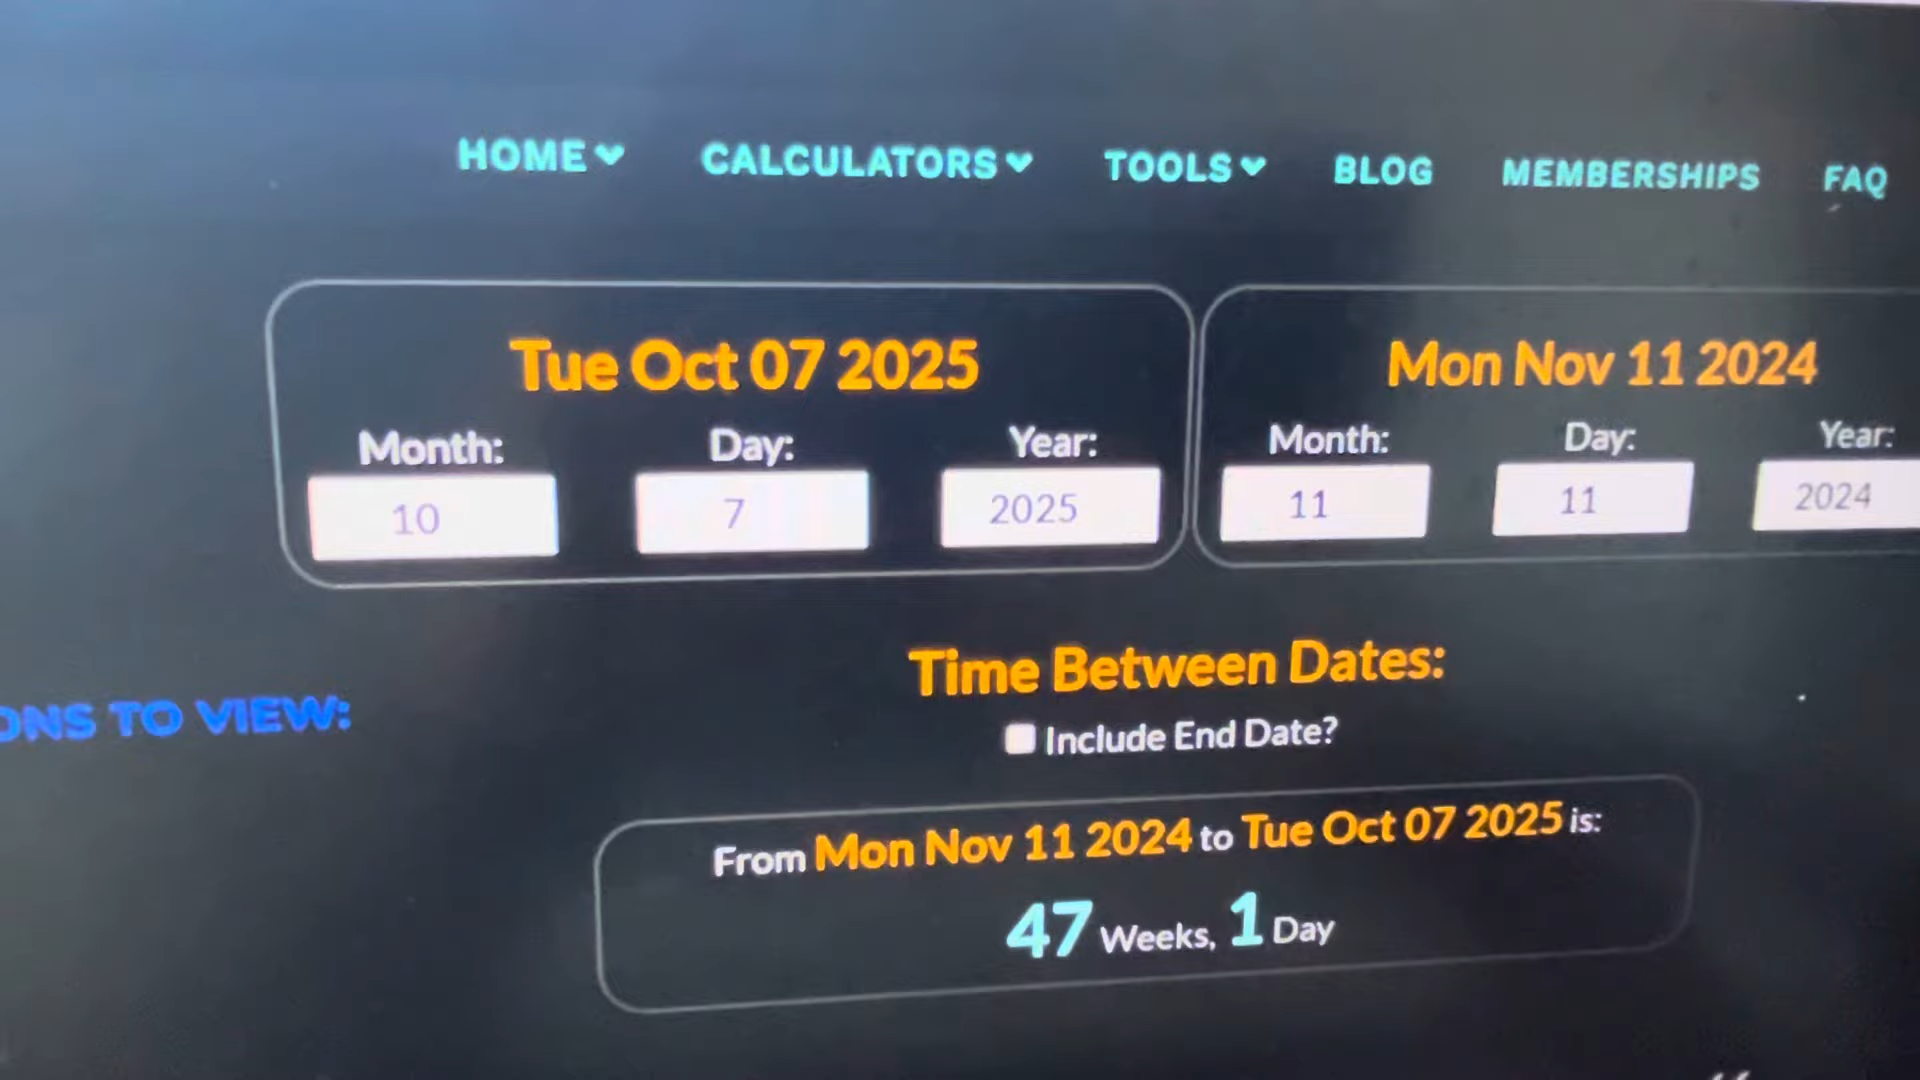 HOME CALCULATORS TOOLS BLOG MEMBERSHIPS FAQ
Tue Oct 07 2025
Month: Day: Year:
10 7 2025
Mon Nov 11 2024
Month: Day: Year:
11 11 2024
Time Between Dates:
Include End Date?
ONS TO VIEW:
From Mon Nov 11 2024 to Tue Oct 07 2025 is:
47 Weeks, 1 Day